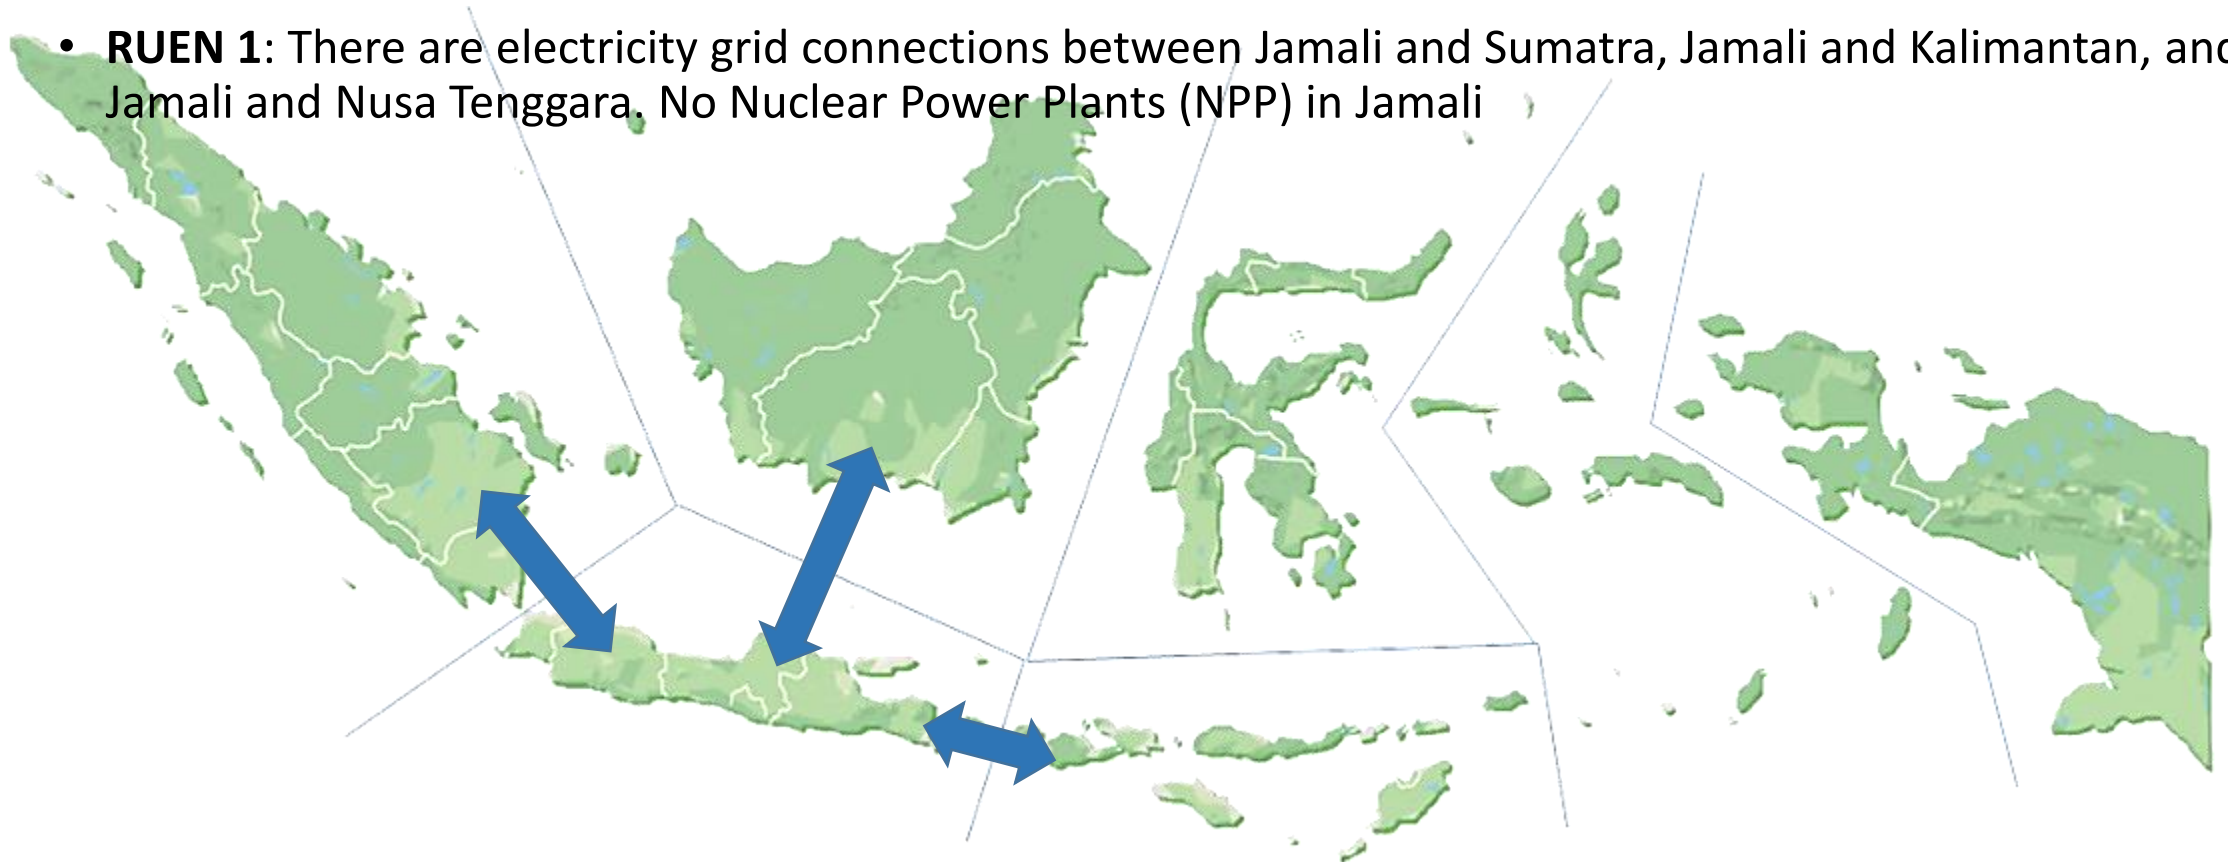 • RUEN 1: There are electricity grid connections between Jamali and Sumatra, Jamali and Kalimantan, and
Jamali and Nusa Tenggara. No Nuclear Power Plants (NPP) in Jamali